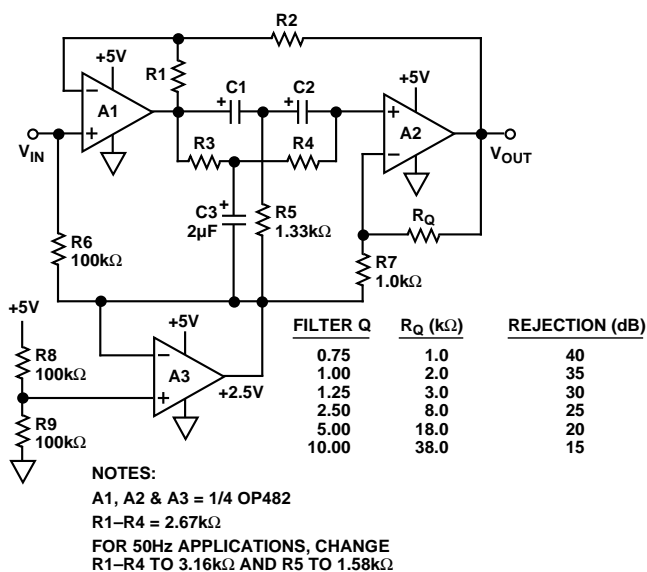 R2
+5V
R1
C1
C2
+5V
A1
A2
V_IN
V_OUT
R3
R4
C3
2μF
R5
1.33kΩ
R_Q
R6
100kΩ
R7
1.0kΩ
+5V
+5V
R8
100kΩ
A3
+2.5V
R9
100kΩ
FILTER Q R_Q (kΩ) REJECTION (dB)
0.75 1.0 40
1.00 2.0 35
1.25 3.0 30
2.50 8.0 25
5.00 18.0 20
10.00 38.0 15
NOTES:
A1, A2 & A3 = 1/4 OP482
R1–R4 = 2.67kΩ
FOR 50Hz APPLICATIONS, CHANGE
R1–R4 TO 3.16kΩ AND R5 TO 1.58kΩ